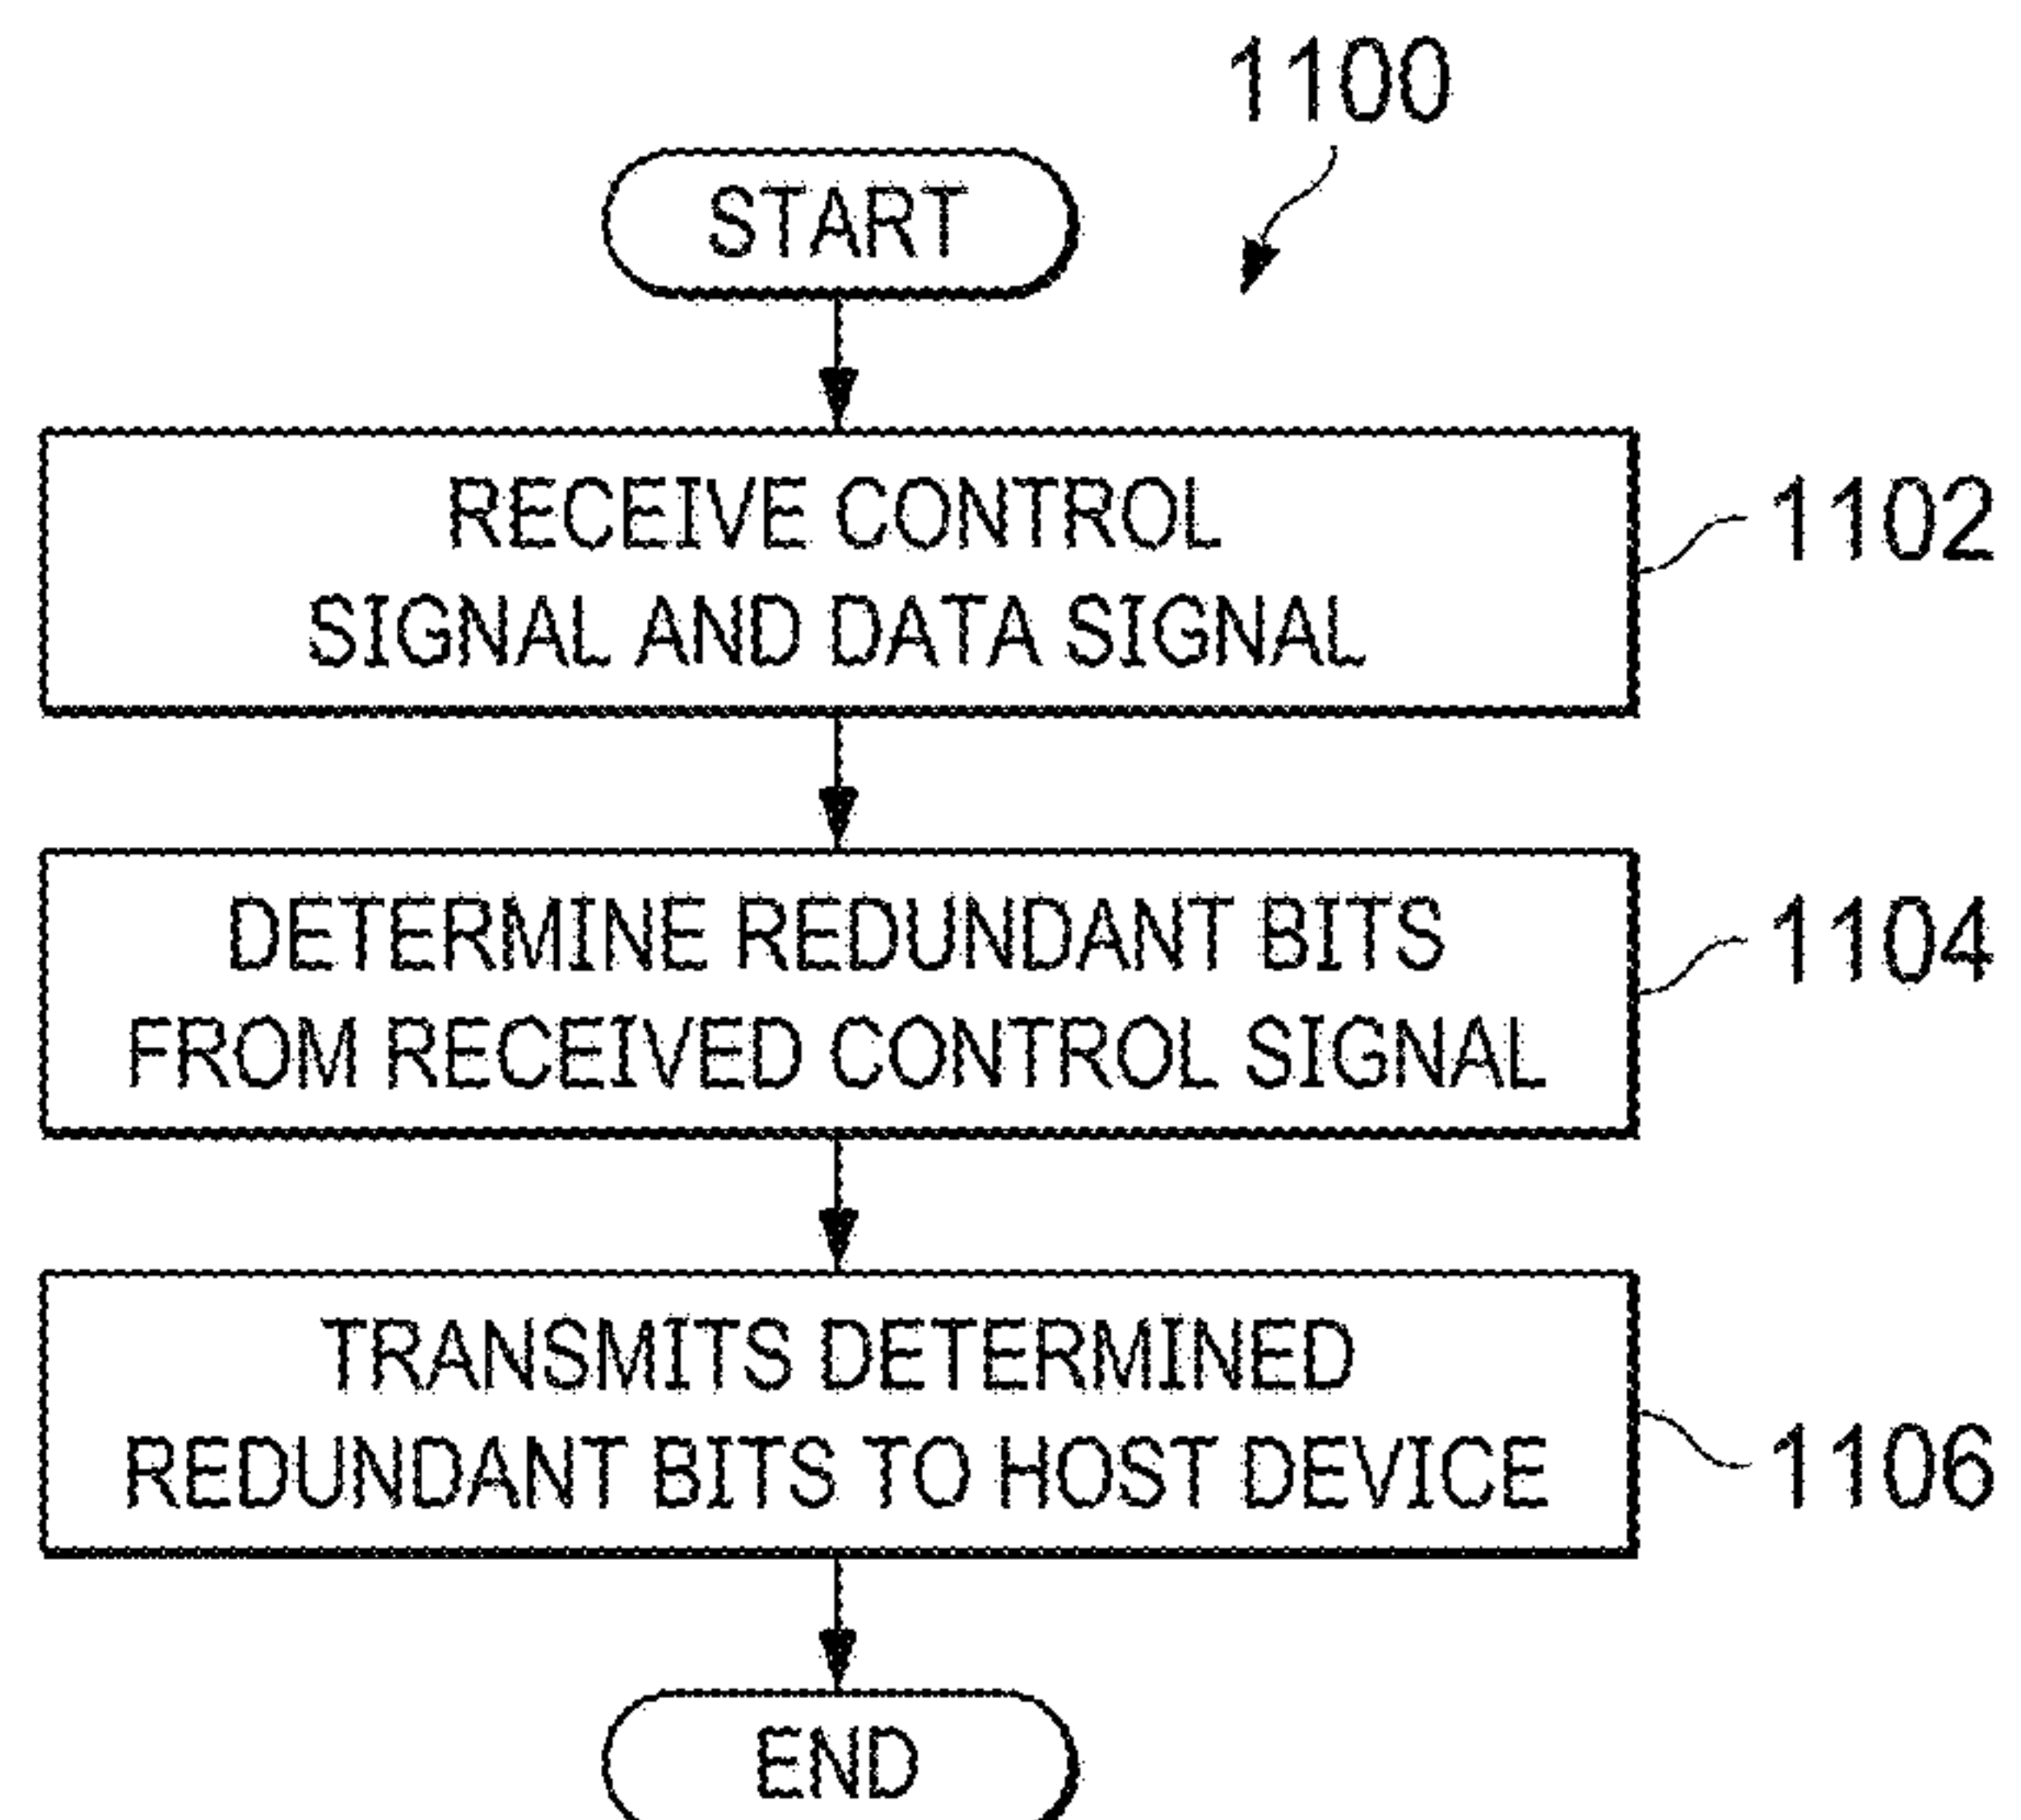 1100
START
RECEIVE CONTROL
SIGNAL AND DATA SIGNAL
1102
DETERMINE REDUNDANT BITS
FROM RECEIVED CONTROL SIGNAL
1104
TRANSMITS DETERMINED
REDUNDANT BITS TO HOST DEVICE
1106
END